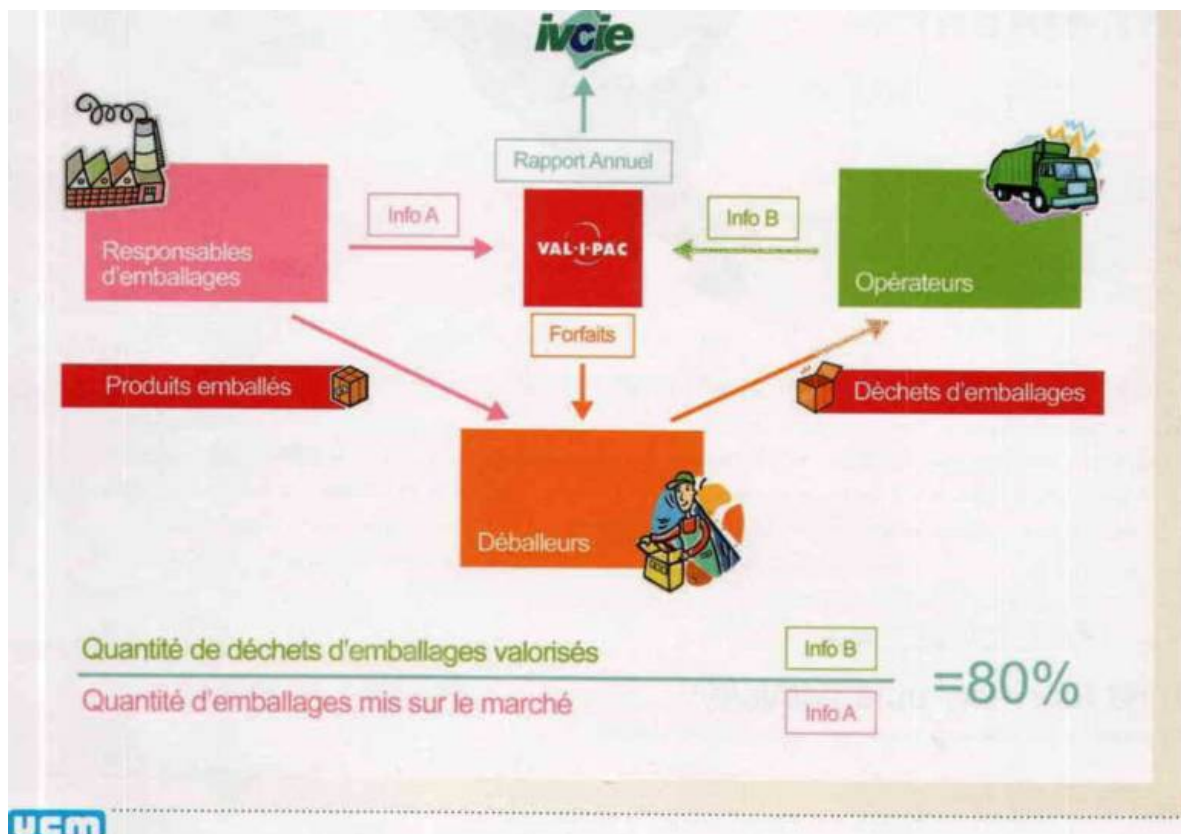 ivcie
Rapport Annuel
Info A
VAL-I-PAC
Info B
Responsables
d'emballages
Opérateurs
Forfaits
Produits emballés
Déchets d'emballages
Déballeurs
Quantité de déchets d'emballages valorisés
Info B
=80%
Quantité d'emballages mis sur le marché
Info A